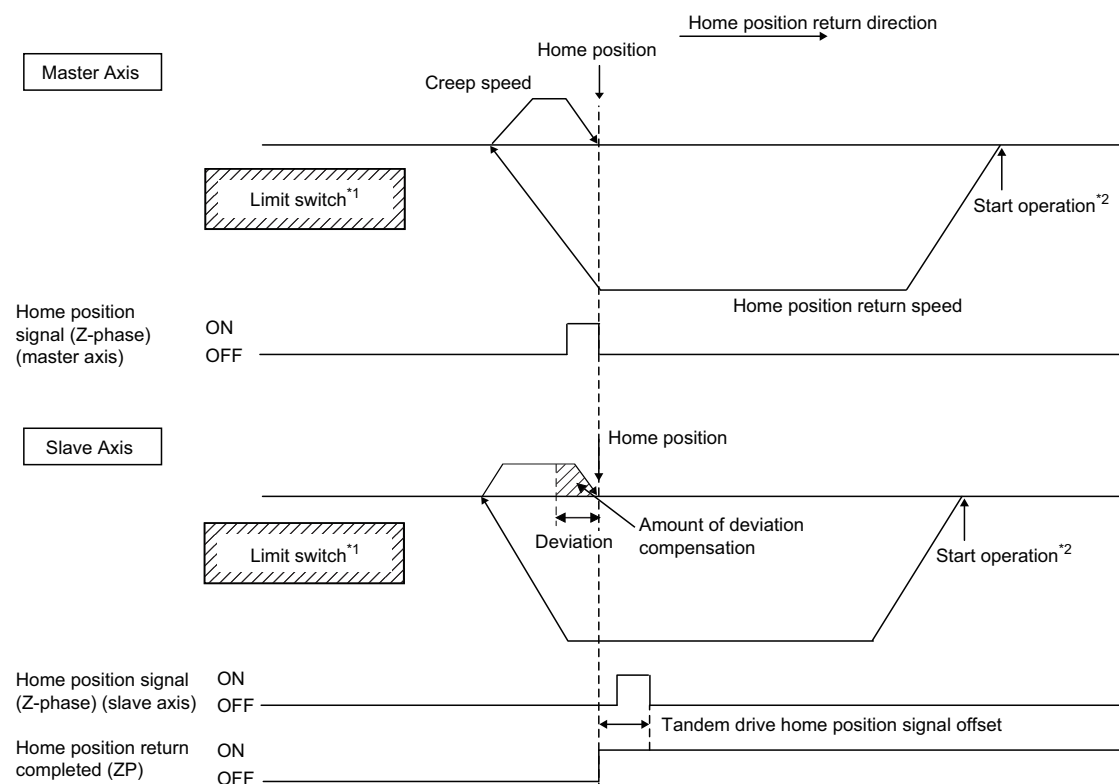 Home position return direction
Home position
Master Axis
Creep speed
Limit switch*1
Start operation*2
Home position return speed
Home position
signal (Z-phase)
(master axis)
ON
OFF
Slave Axis
Home position
Amount of deviation
compensation
Deviation
Limit switch*1
Start operation*2
Home position signal
(Z-phase) (slave axis)
ON
OFF
Tandem drive home position signal offset
Home position return
completed (ZP)
ON
OFF